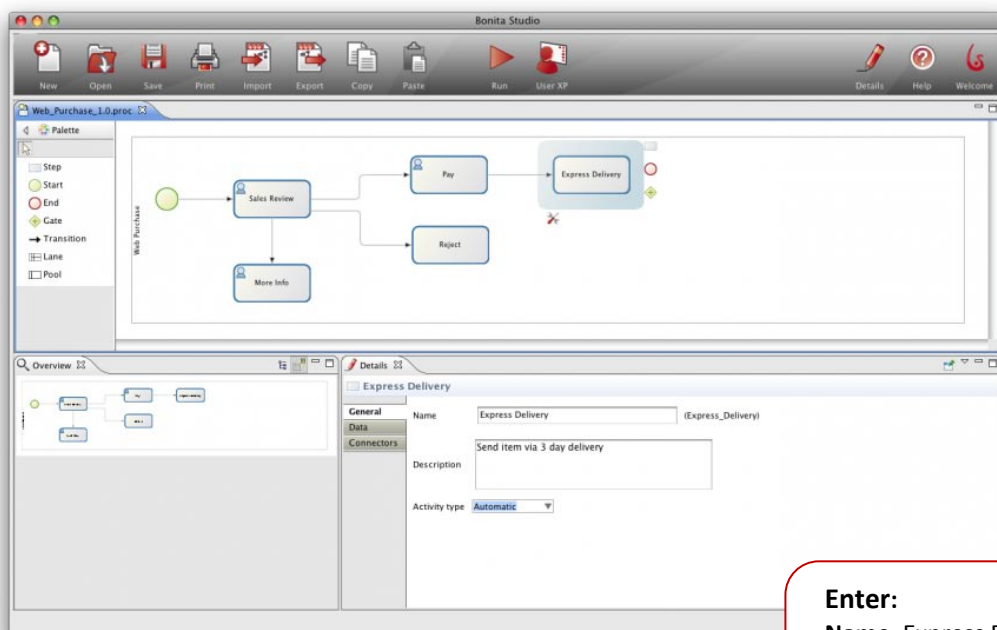 Bonita Studio
New Open Save Print Import Export Copy Paste Run User XP Details Help Welcome
Web_Purchase_1.0.proc
Palette
Step
Start
End
Gate
Transition
Lane
Pool
Web Purchase
Sales Review
Pay
Express Delivery
Reject
More Info
Overview
Details
Express Delivery
General
Data
Connectors
Name
Express Delivery
(Express_Delivery)
Description
Send item via 3 day delivery
Activity type
Automatic
Enter: